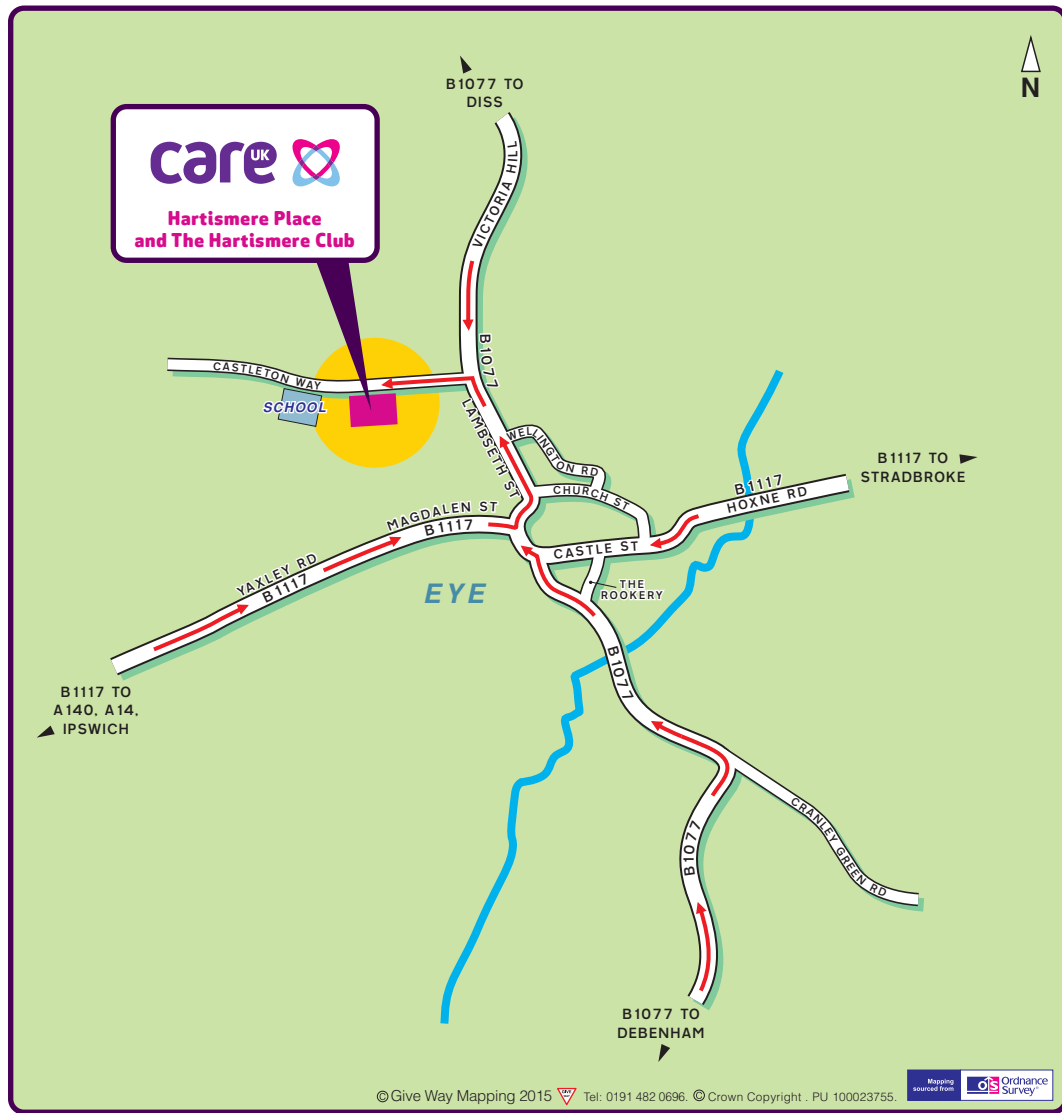 B1077 TO
DISS
N
care UK
Hartismere Place
and The Hartismere Club
VICTORIA HILL
B1077
CASTLETON WAY
SCHOOL
LAMBSETH ST
WELLINGTON RD
CHURCH ST
B1117 TO
STRADBROKE
B1117
HOXNE RD
MAGDALEN ST
B1117
CASTLE ST
YAXLEY RD
B1117
EYE
THE
ROOKERY
B1077
B1117 TO
A140, A14,
IPSWICH
CRANLEY GREEN RD
B1077
B1077 TO
DEBENHAM
© Give Way Mapping 2015 GIVE WAY Tel: 0191 482 0696. © Crown Copyright . PU 100023755.
Mapping
sourced from
OS Ordnance
Survey